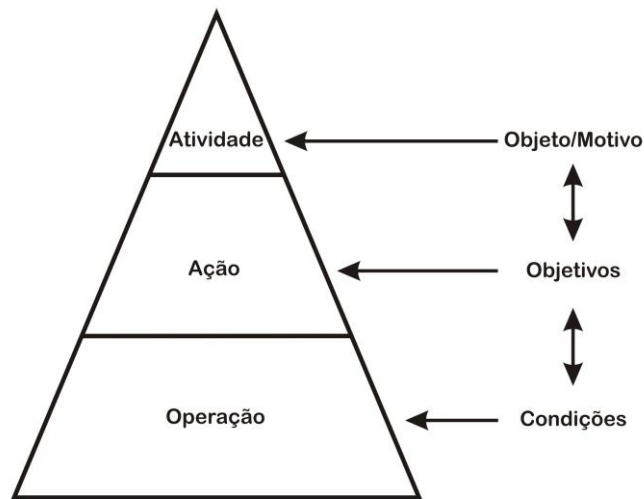 Atividade
Objeto/Motivo
Ação
Objetivos
Operação
Condições